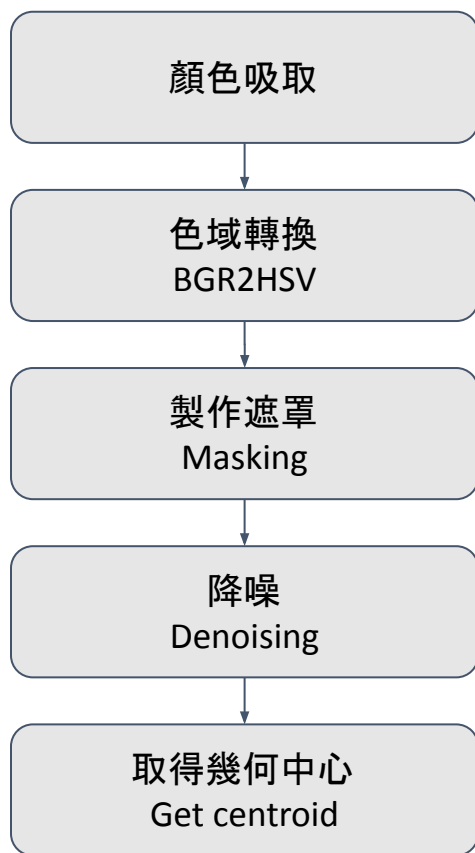 顏色吸取
色域轉換
BGR2HSV
製作遮罩
Masking
降噪
Denoising
取得幾何中心
Get centroid